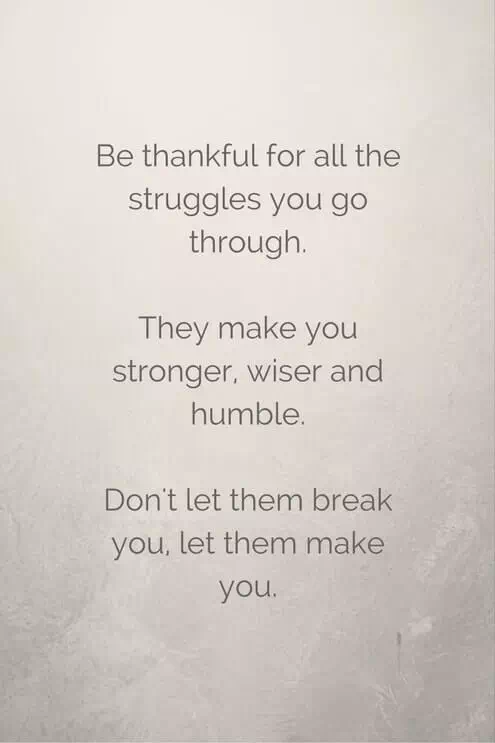 Be thankful for all the
struggles you go
through.
They make you
stronger, wiser and
humble.
Don't let them break
you, let them make
you.